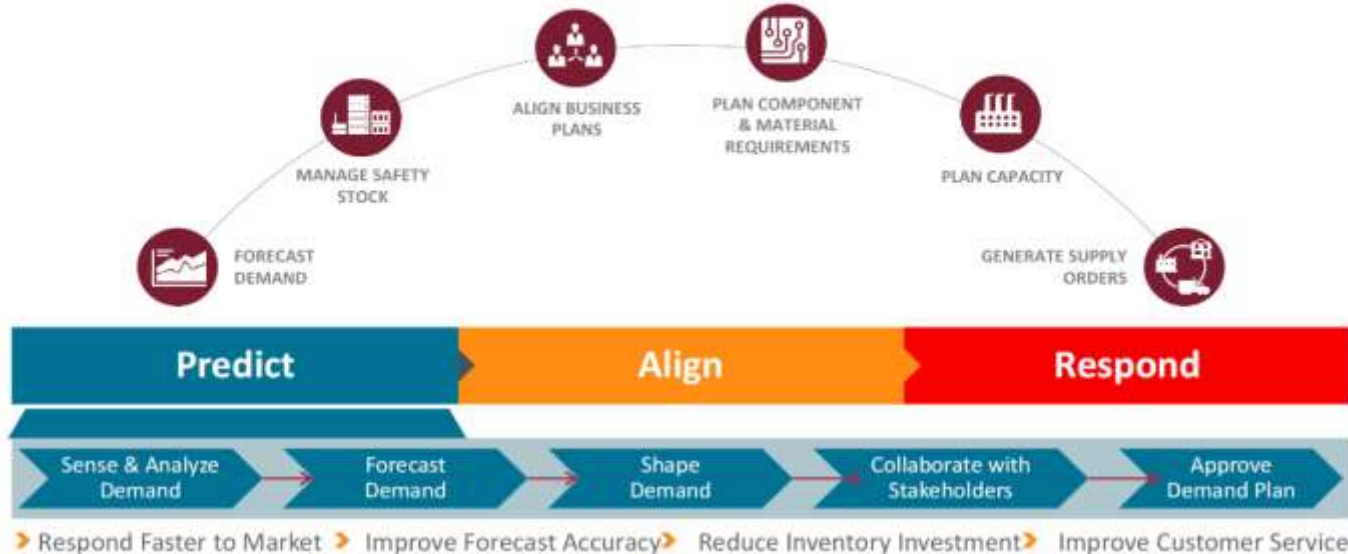 ALIGN BUSINESS
PLANS
PLAN COMPONENT
& MATERIAL
REQUIREMENTS
MANAGE SAFETY
STOCK
PLAN CAPACITY
FORECAST
DEMAND
GENERATE SUPPLY
ORDERS
Predict
Align
Respond
Sense & Analyze
Demand
Forecast
Demand
Shape
Demand
Collaborate with
Stakeholders
Approve
Demand Plan
Respond Faster to Market
Improve Forecast Accuracy
Reduce Inventory Investment
Improve Customer Service